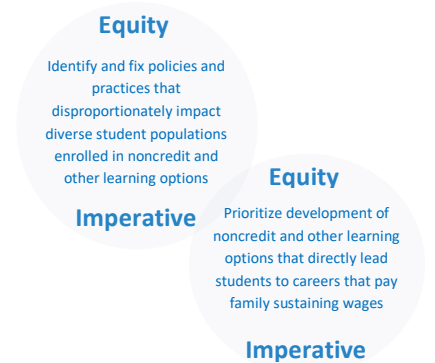 Equity
Identify and fix policies and
practices that
disproportionately impact
diverse student populations
enrolled in noncredit and
other learning options
Imperative
Equity
Prioritize development of
noncredit and other learning
options that directly lead
students to careers that pay
family sustaining wages
Imperative